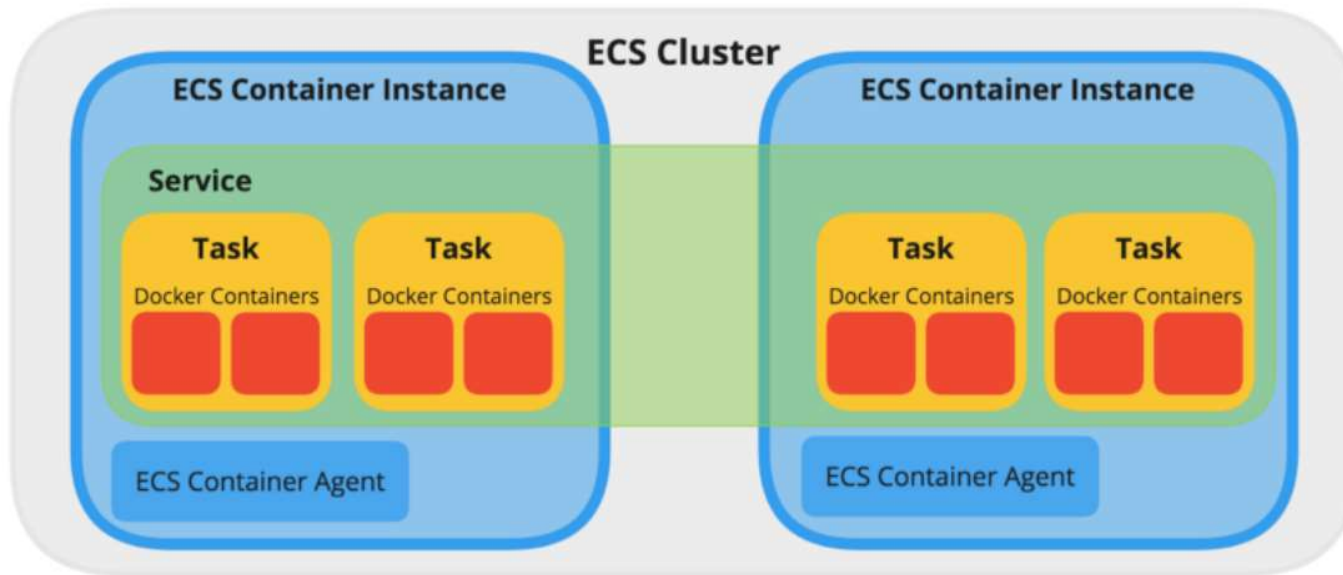 ECS Cluster
ECS Container Instance
ECS Container Instance
Service
Task
Task
Task
Task
Docker Containers
Docker Containers
Docker Containers
Docker Containers
ECS Container Agent
ECS Container Agent